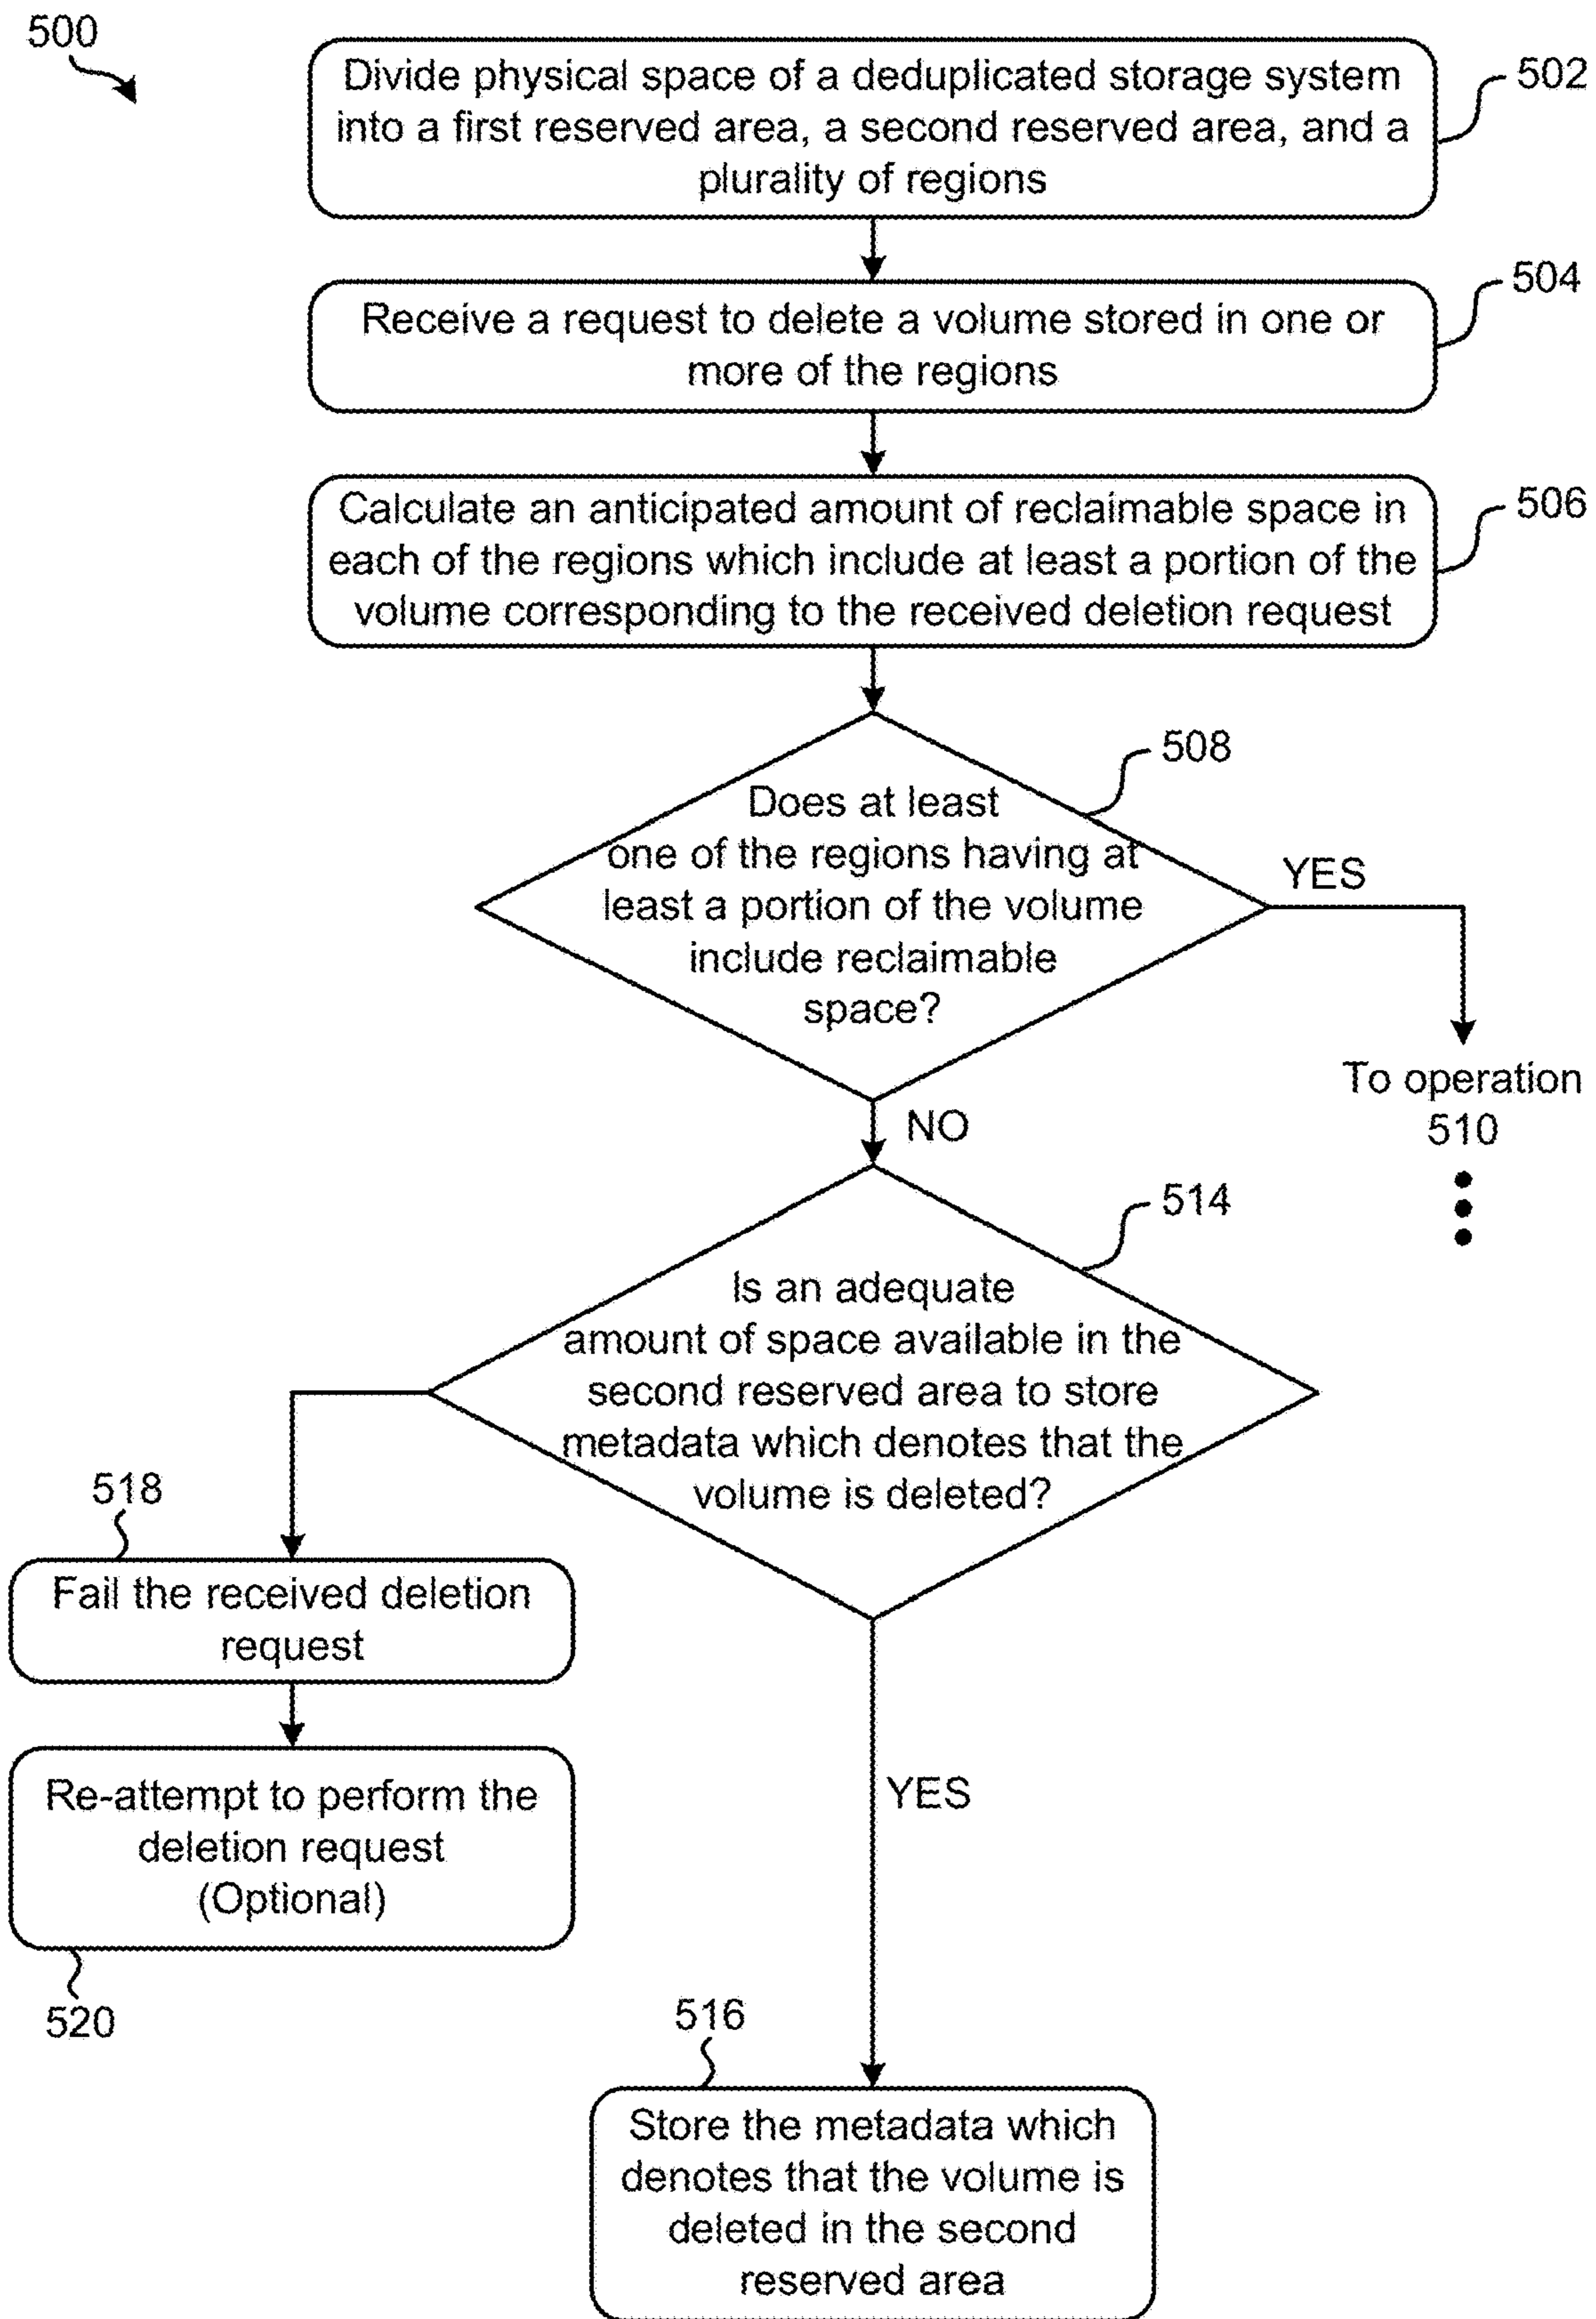 500
Divide physical space of a deduplicated storage system
into a first reserved area, a second reserved area, and a
plurality of regions
502
Receive a request to delete a volume stored in one or
more of the regions
504
Calculate an anticipated amount of reclaimable space in
each of the regions which include at least a portion of the
volume corresponding to the received deletion request
506
508
Does at least
one of the regions having at
least a portion of the volume
include reclaimable
space?
YES
To operation
510
NO
514
Is an adequate
amount of space available in the
second reserved area to store
metadata which denotes that the
volume is deleted?
518
Fail the received deletion
request
Re-attempt to perform the
deletion request
(Optional)
520
YES
516
Store the metadata which
denotes that the volume is
deleted in the second
reserved area